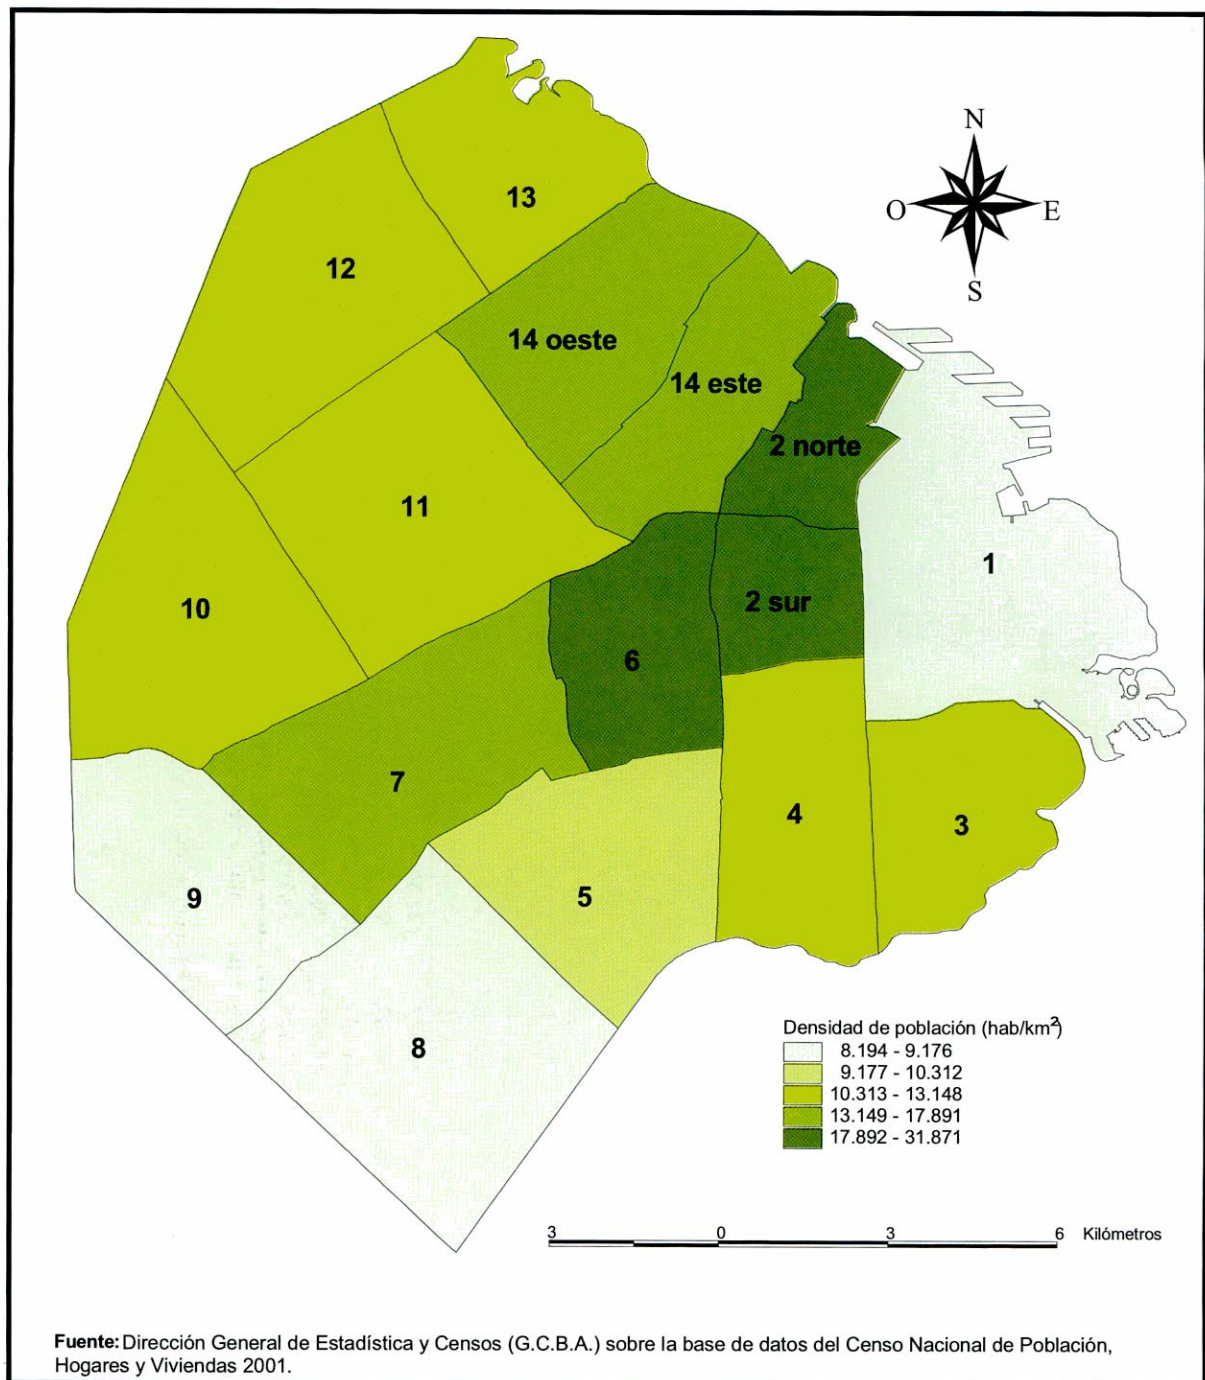 N
O E
S
13
12
14 oeste
14 este
2 norte
11
1
10
2 sur
6
7
4
3
9
5
8
Densidad de población (hab/km²)
8.194 - 9.176
9.177 - 10.312
10.313 - 13.148
13.149 - 17.891
17.892 - 31.871
3 0 3 6 Kilómetros
Fuente: Dirección General de Estadística y Censos (G.C.B.A.) sobre la base de datos del Censo Nacional de Población,
Hogares y Viviendas 2001.